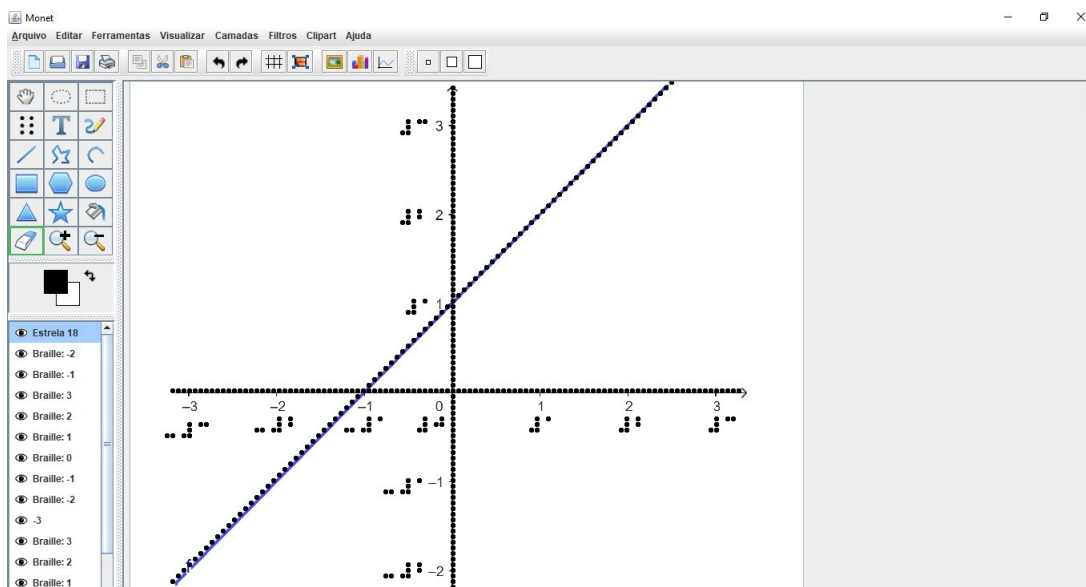 Monet
Arquivo Editar Ferramentas Visualizar Camadas Filtros Clipart Ajuda
T
3
2
1
−3 −2 −1 0 1 2 3
−1
f
−2
Estrela 18
Braille: -2
Braille: -1
Braille: 3
Braille: 2
Braille: 1
Braille: 0
Braille: -1
Braille: -2
-3
Braille: 3
Braille: 2
Braille: 1